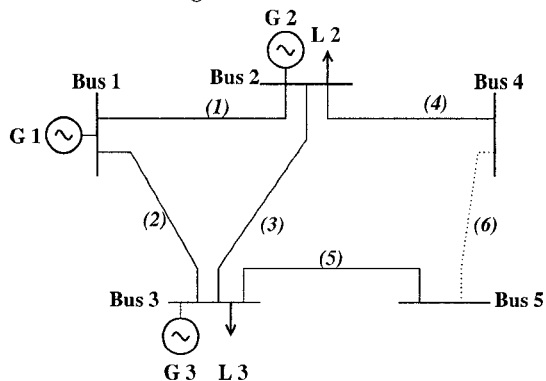 G 2
L 2
Bus 2
Bus 1
Bus 4
(1)
(4)
G 1
(2)
(3)
(6)
(5)
Bus 3
Bus 5
G 3
L 3